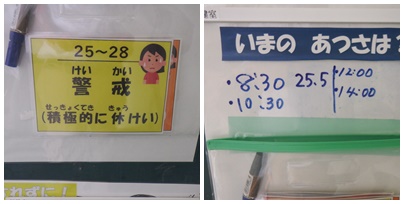 25～28
けい かい
警 戒
せっきょくてき きゅう
(積極的に休けい)
れずに！
室
いまの あつさは？
・8:30 25.5
・10:30
・12:00
・14:00